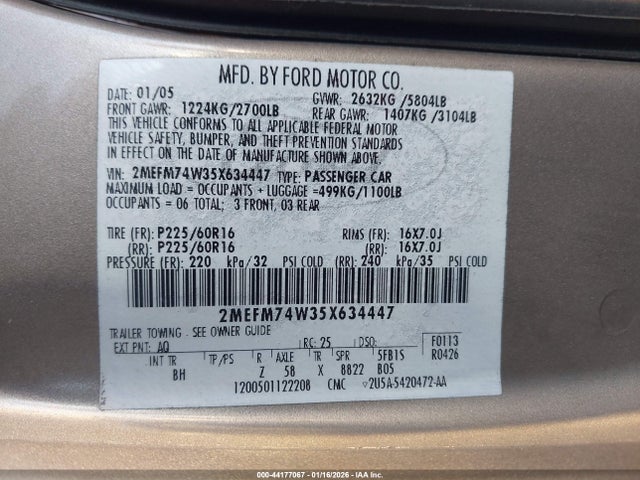 MFD. BY FORD MOTOR CO.
DATE: 01/05 GVWR: 2632KG /5804LB
FRONT GAWR: 1224KG/2700LB REAR GAWR: 1407KG/3104LB
THIS VEHICLE CONFORMS TO ALL APPLICABLE FEDERAL MOTOR
VEHICLE SAFETY, BUMPER, AND THEFT PREVENTION STANDARDS
IN EFFECT ON THE DATE OF MANUFACTURE SHOWN ABOVE.
VIN: 2MEFM74W35X634447 TYPE: PASSENGER CAR
MAXIMUM LOAD = OCCUPANTS + LUGGAGE =499KG/1100LB
OCCUPANTS = 06 TOTAL; 3 FRONT, 03 REAR
TIRE (FR): P225/60R16 RIMS (FR): 16X7.0J
(RR): P225/60R16 (RR): 16X7.0J
PRESSURE (FR): 220 kPa/32 PSI COLD (RR): 240 kPa/35 PSI COLD
2MEFM74W35X634447
TRAILER TOWING - SEE OWNER GUIDE
EXT PNT: AQ RC: 25 DSO: F0113
INT TR TP/PS R AXLE TR SPR 5FB1S R0426
BH Z 58 X 8822 B05
1200501122208 CMC 2U5A-5420472-AA
000-44177067 | 01/16/2026 - IAA Inc.